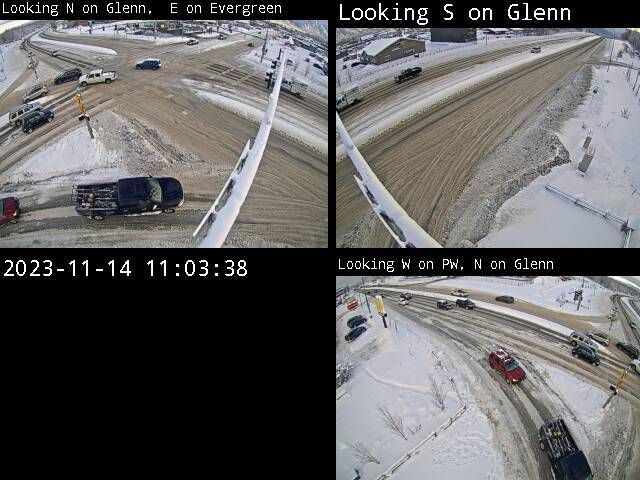 Looking N on Glenn,  E on Evergreen
Looking S on Glenn
2023-11-14 11:03:38
Looking W on PW, N on Glenn